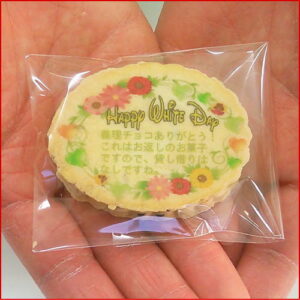 Happy White Day
義理チョコありがとう
これはお返しのお菓子
ですので、貸し借りは
なしですね。